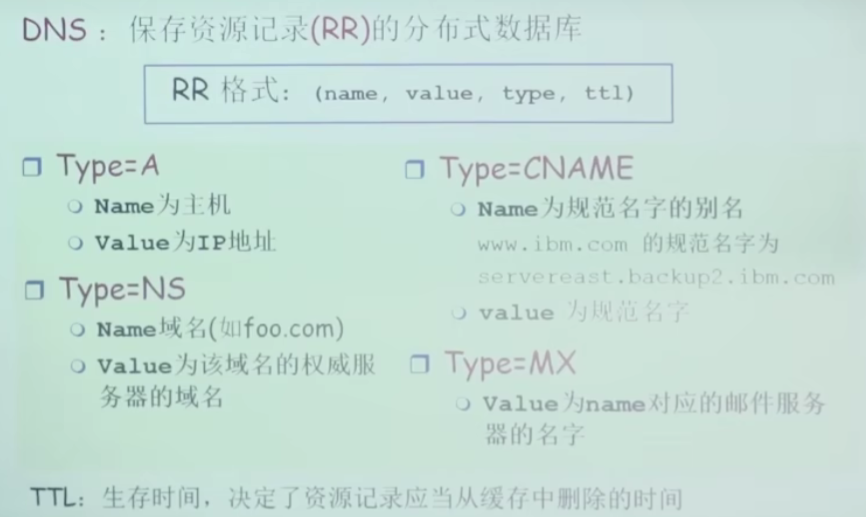 DNS : 保存资源记录(RR)的分布式数据库
RR 格式: (name, value, type, ttl)
Type=A
Name为主机
Value为IP地址
Type=NS
Name域名(如foo.com)
Value为该域名的权威服
务器的域名
Type=CNAME
Name为规范名字的别名
www.ibm.com 的规范名字为
servereast.backup2.ibm.com
value 为规范名字
Type=MX
Value为name对应的邮件服务
器的名字
TTL: 生存时间, 决定了资源记录应当从缓存中删除的时间